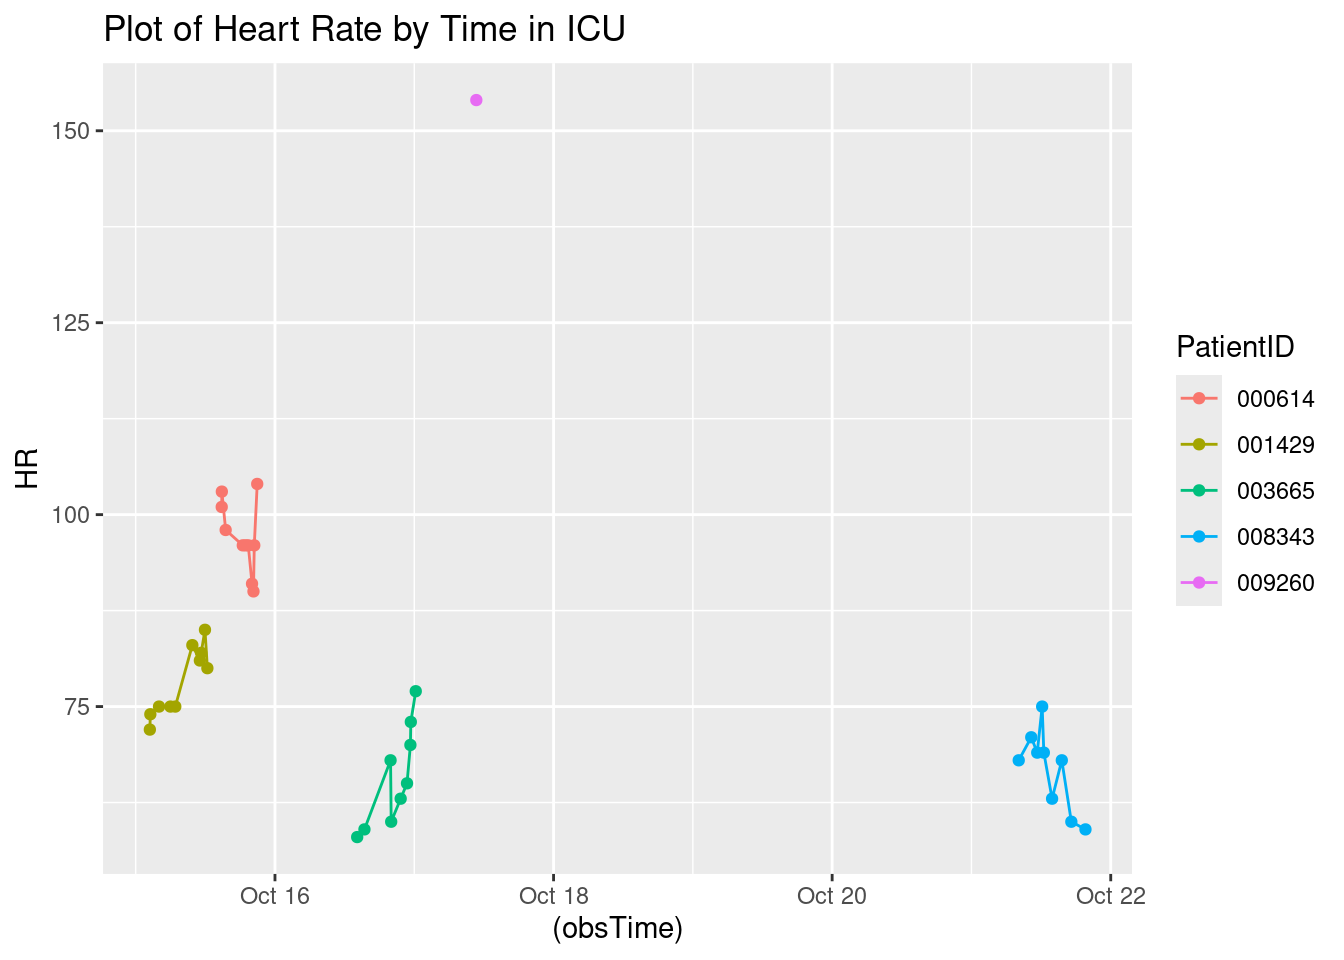 Plot of Heart Rate by Time in ICU
150
125
100
75
HR
Oct 16
Oct 18
Oct 20
Oct 22
(obsTime)
PatientID
000614
001429
003665
008343
009260